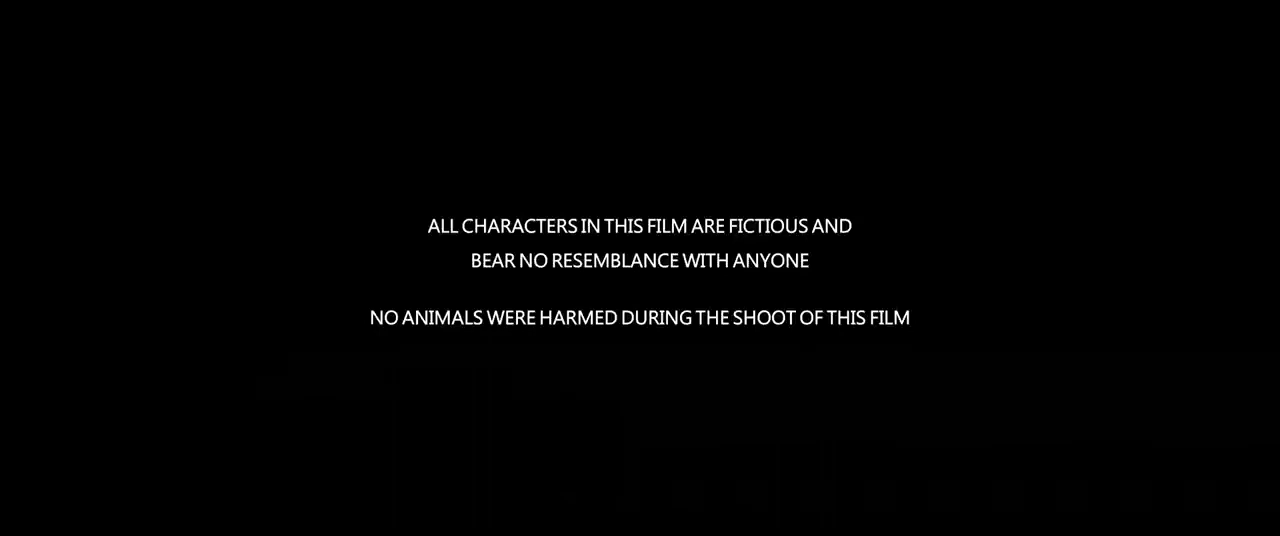 ALL CHARACTERS IN THIS FILM ARE FICTIOUS AND
BEAR NO RESEMBLANCE WITH ANYONE
NO ANIMALS WERE HARMED DURING THE SHOOT OF THIS FILM